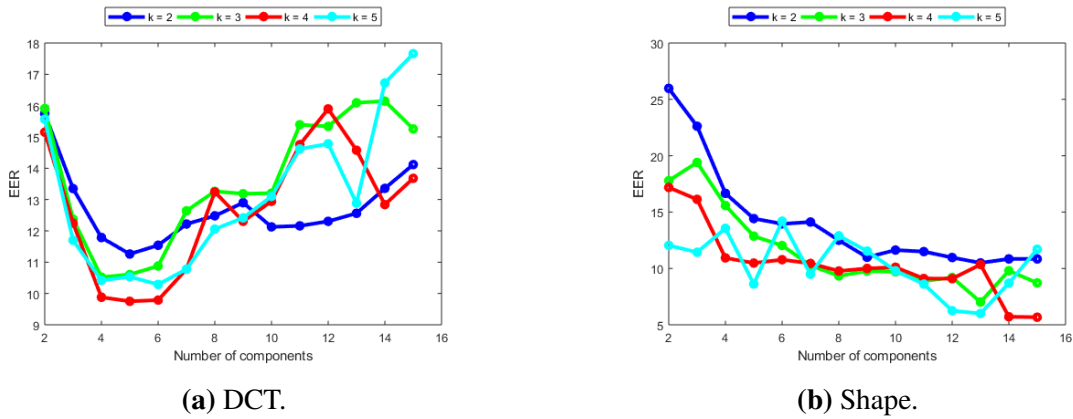 k = 2 k = 3 k = 4 k = 5
18
17
16
15
14
13
12
11
10
9
EER
2 4 6 8 10 12 14 16
Number of components
(a) DCT.
k = 2 k = 3 k = 4 k = 5
30
25
20
15
10
5
EER
2 4 6 8 10 12 14 16
Number of components
(b) Shape.